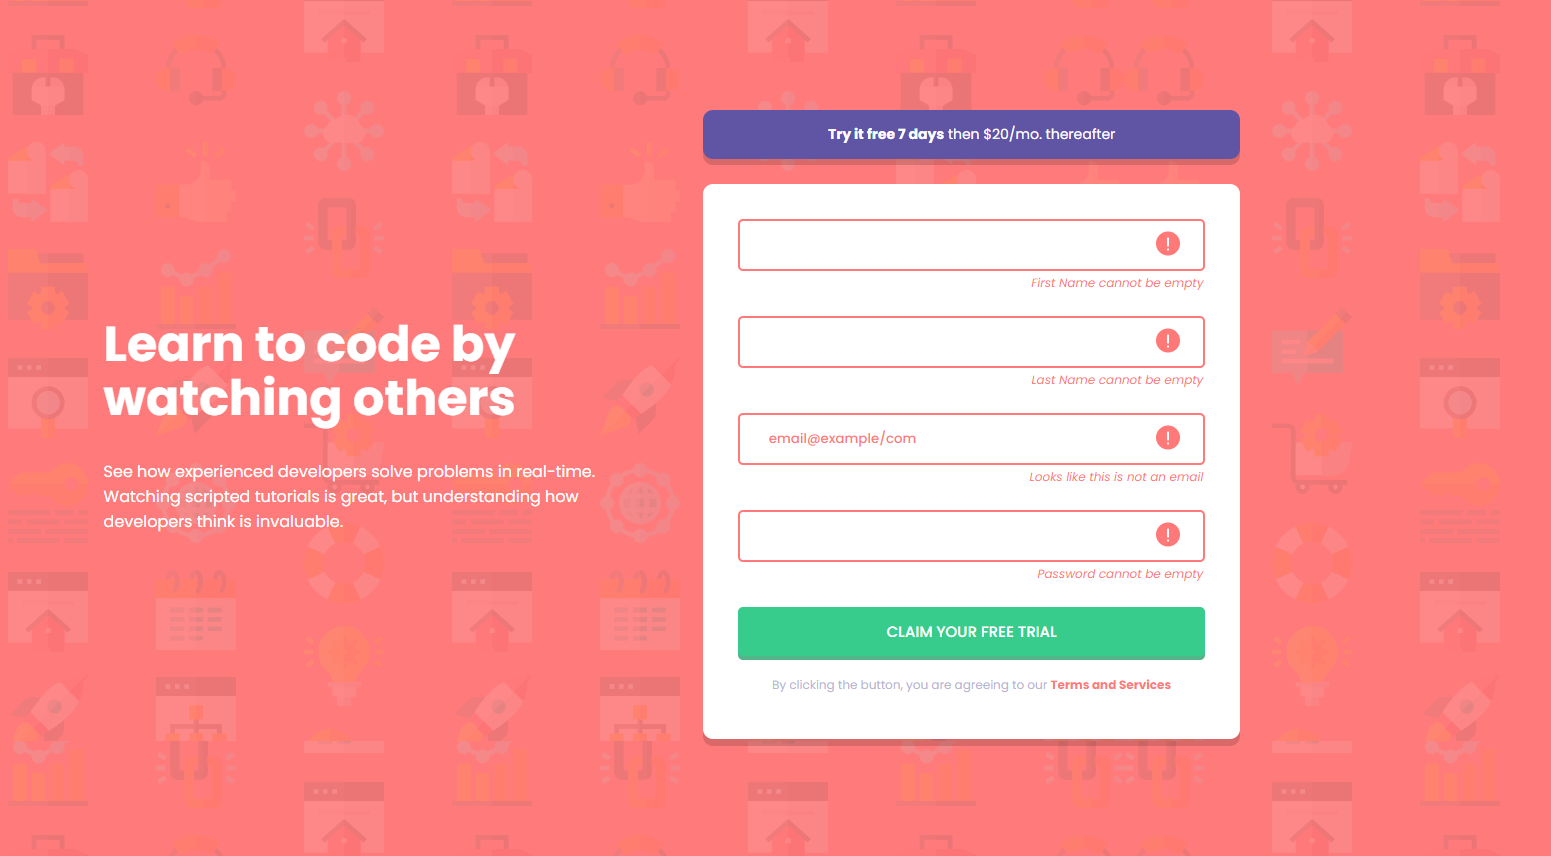 Learn to code by
watching others
See how experienced developers solve problems in real-time.
Watching scripted tutorials is great, but understanding how
developers think is invaluable.
Try it free 7 days then $20/mo. thereafter
First Name cannot be empty
Last Name cannot be empty
email@example/com
Looks like this is not an email
Password cannot be empty
CLAIM YOUR FREE TRIAL
By clicking the button, you are agreeing to our Terms and Services